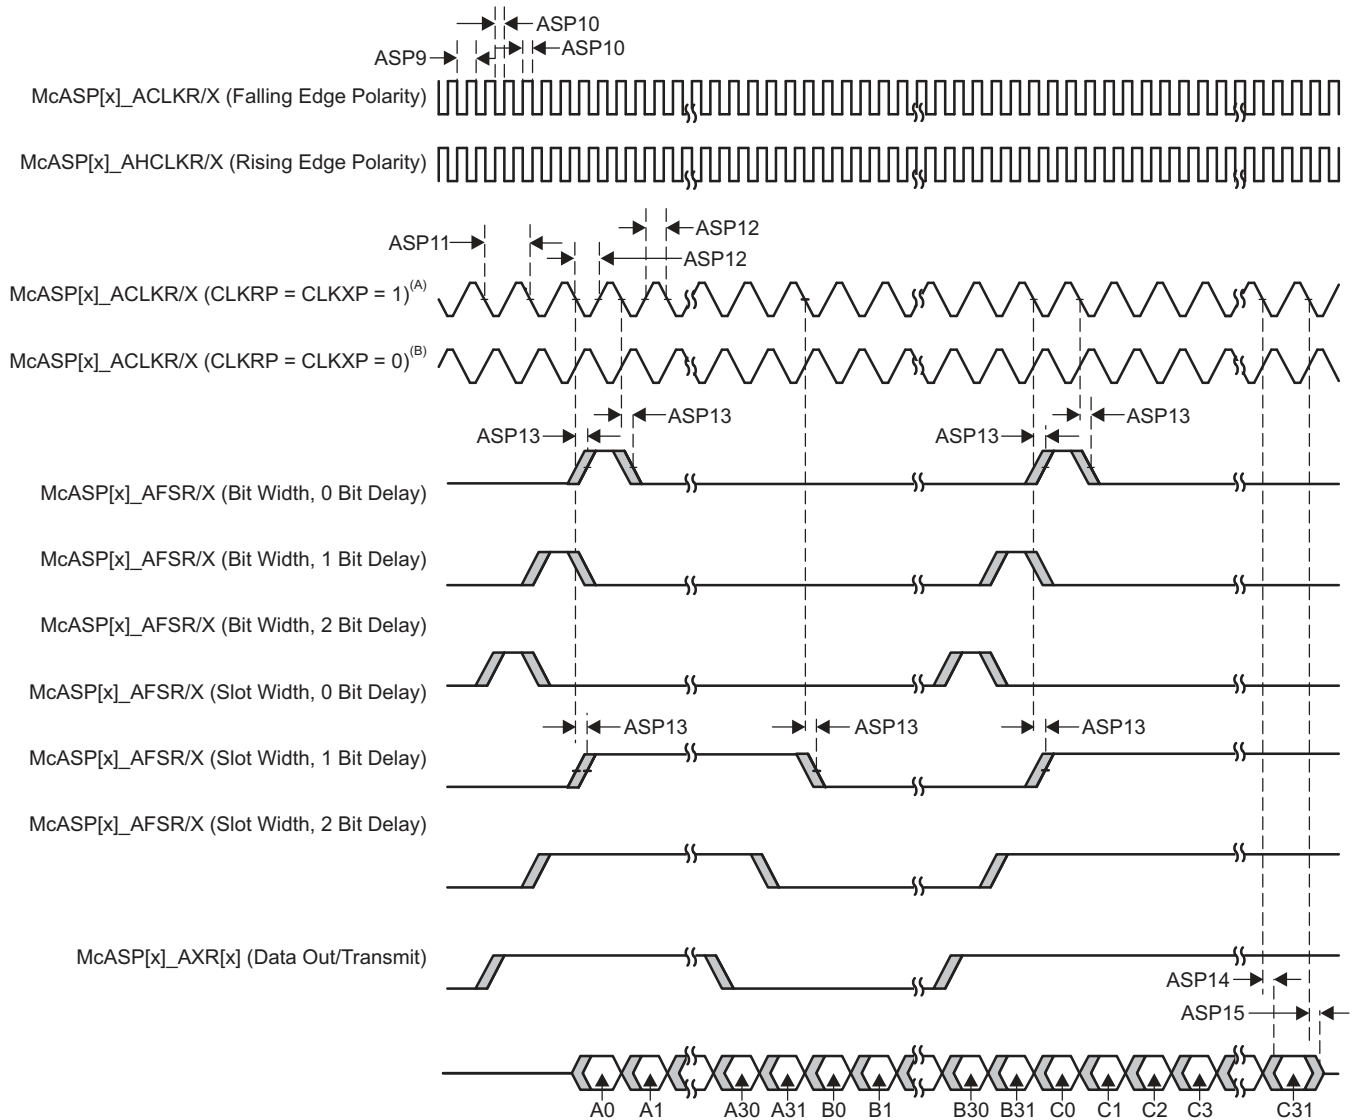 ASP10
ASP10
ASP9
McASP[x]_ACLKR/X (Falling Edge Polarity)
McASP[x]_AHCLKR/X (Rising Edge Polarity)
ASP12
ASP11
ASP12
McASP[x]_ACLKR/X (CLKRP = CLKXP = 1)(A)
McASP[x]_ACLKR/X (CLKRP = CLKXP = 0)(B)
ASP13 ASP13
ASP13 ASP13
McASP[x]_AFSR/X (Bit Width, 0 Bit Delay)
McASP[x]_AFSR/X (Bit Width, 1 Bit Delay)
McASP[x]_AFSR/X (Bit Width, 2 Bit Delay)
McASP[x]_AFSR/X (Slot Width, 0 Bit Delay)
ASP13 ASP13 ASP13
McASP[x]_AFSR/X (Slot Width, 1 Bit Delay)
McASP[x]_AFSR/X (Slot Width, 2 Bit Delay)
McASP[x]_AXR[x] (Data Out/Transmit)
ASP14
ASP15
A0 A1 A30 A31 B0 B1 B30 B31 C0 C1 C2 C3 C31